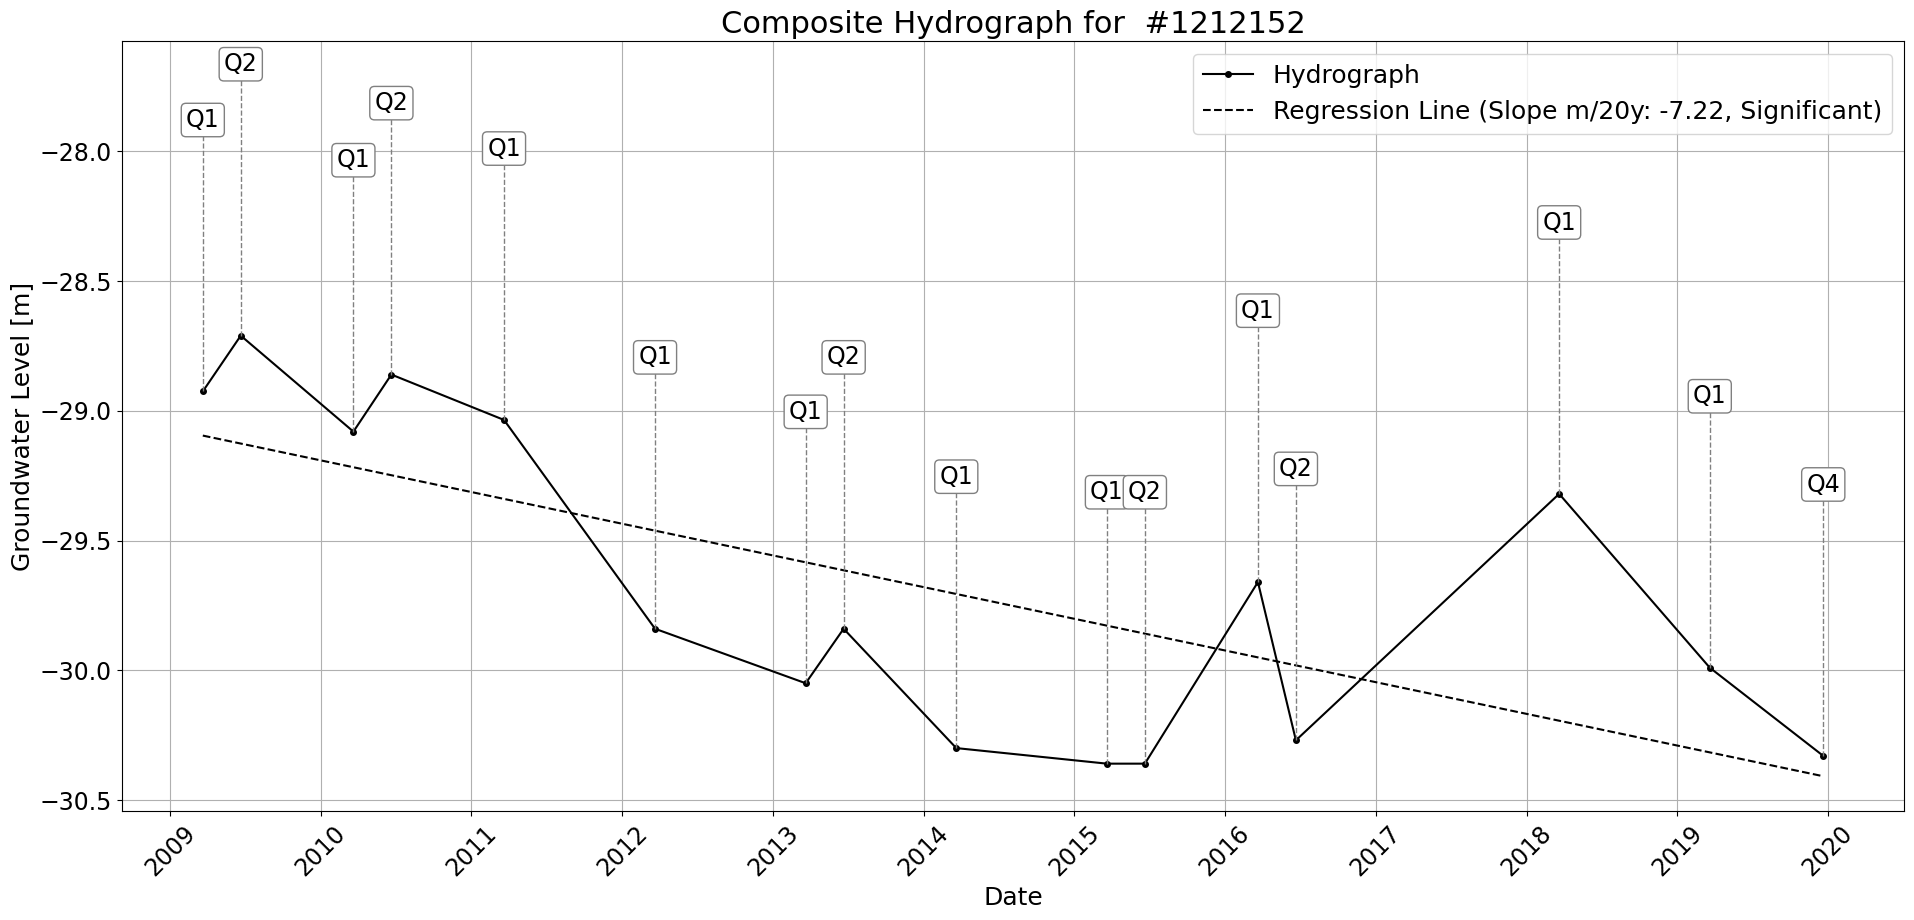 Composite Hydrograph for  #1212152
Hydrograph
Regression Line (Slope m/20y: -7.22, Significant)
Groundwater Level [m]
−28.0
−28.5
−29.0
−29.5
−30.0
−30.5
Q1
Q2
Q1
Q2
Q1
Q1
Q1
Q2
Q1
Q1
Q2
Q1
Q2
Q1
Q1
Q4
2009
2010
2011
2012
2013
2014
2015
2016
2017
2018
2019
2020
Date